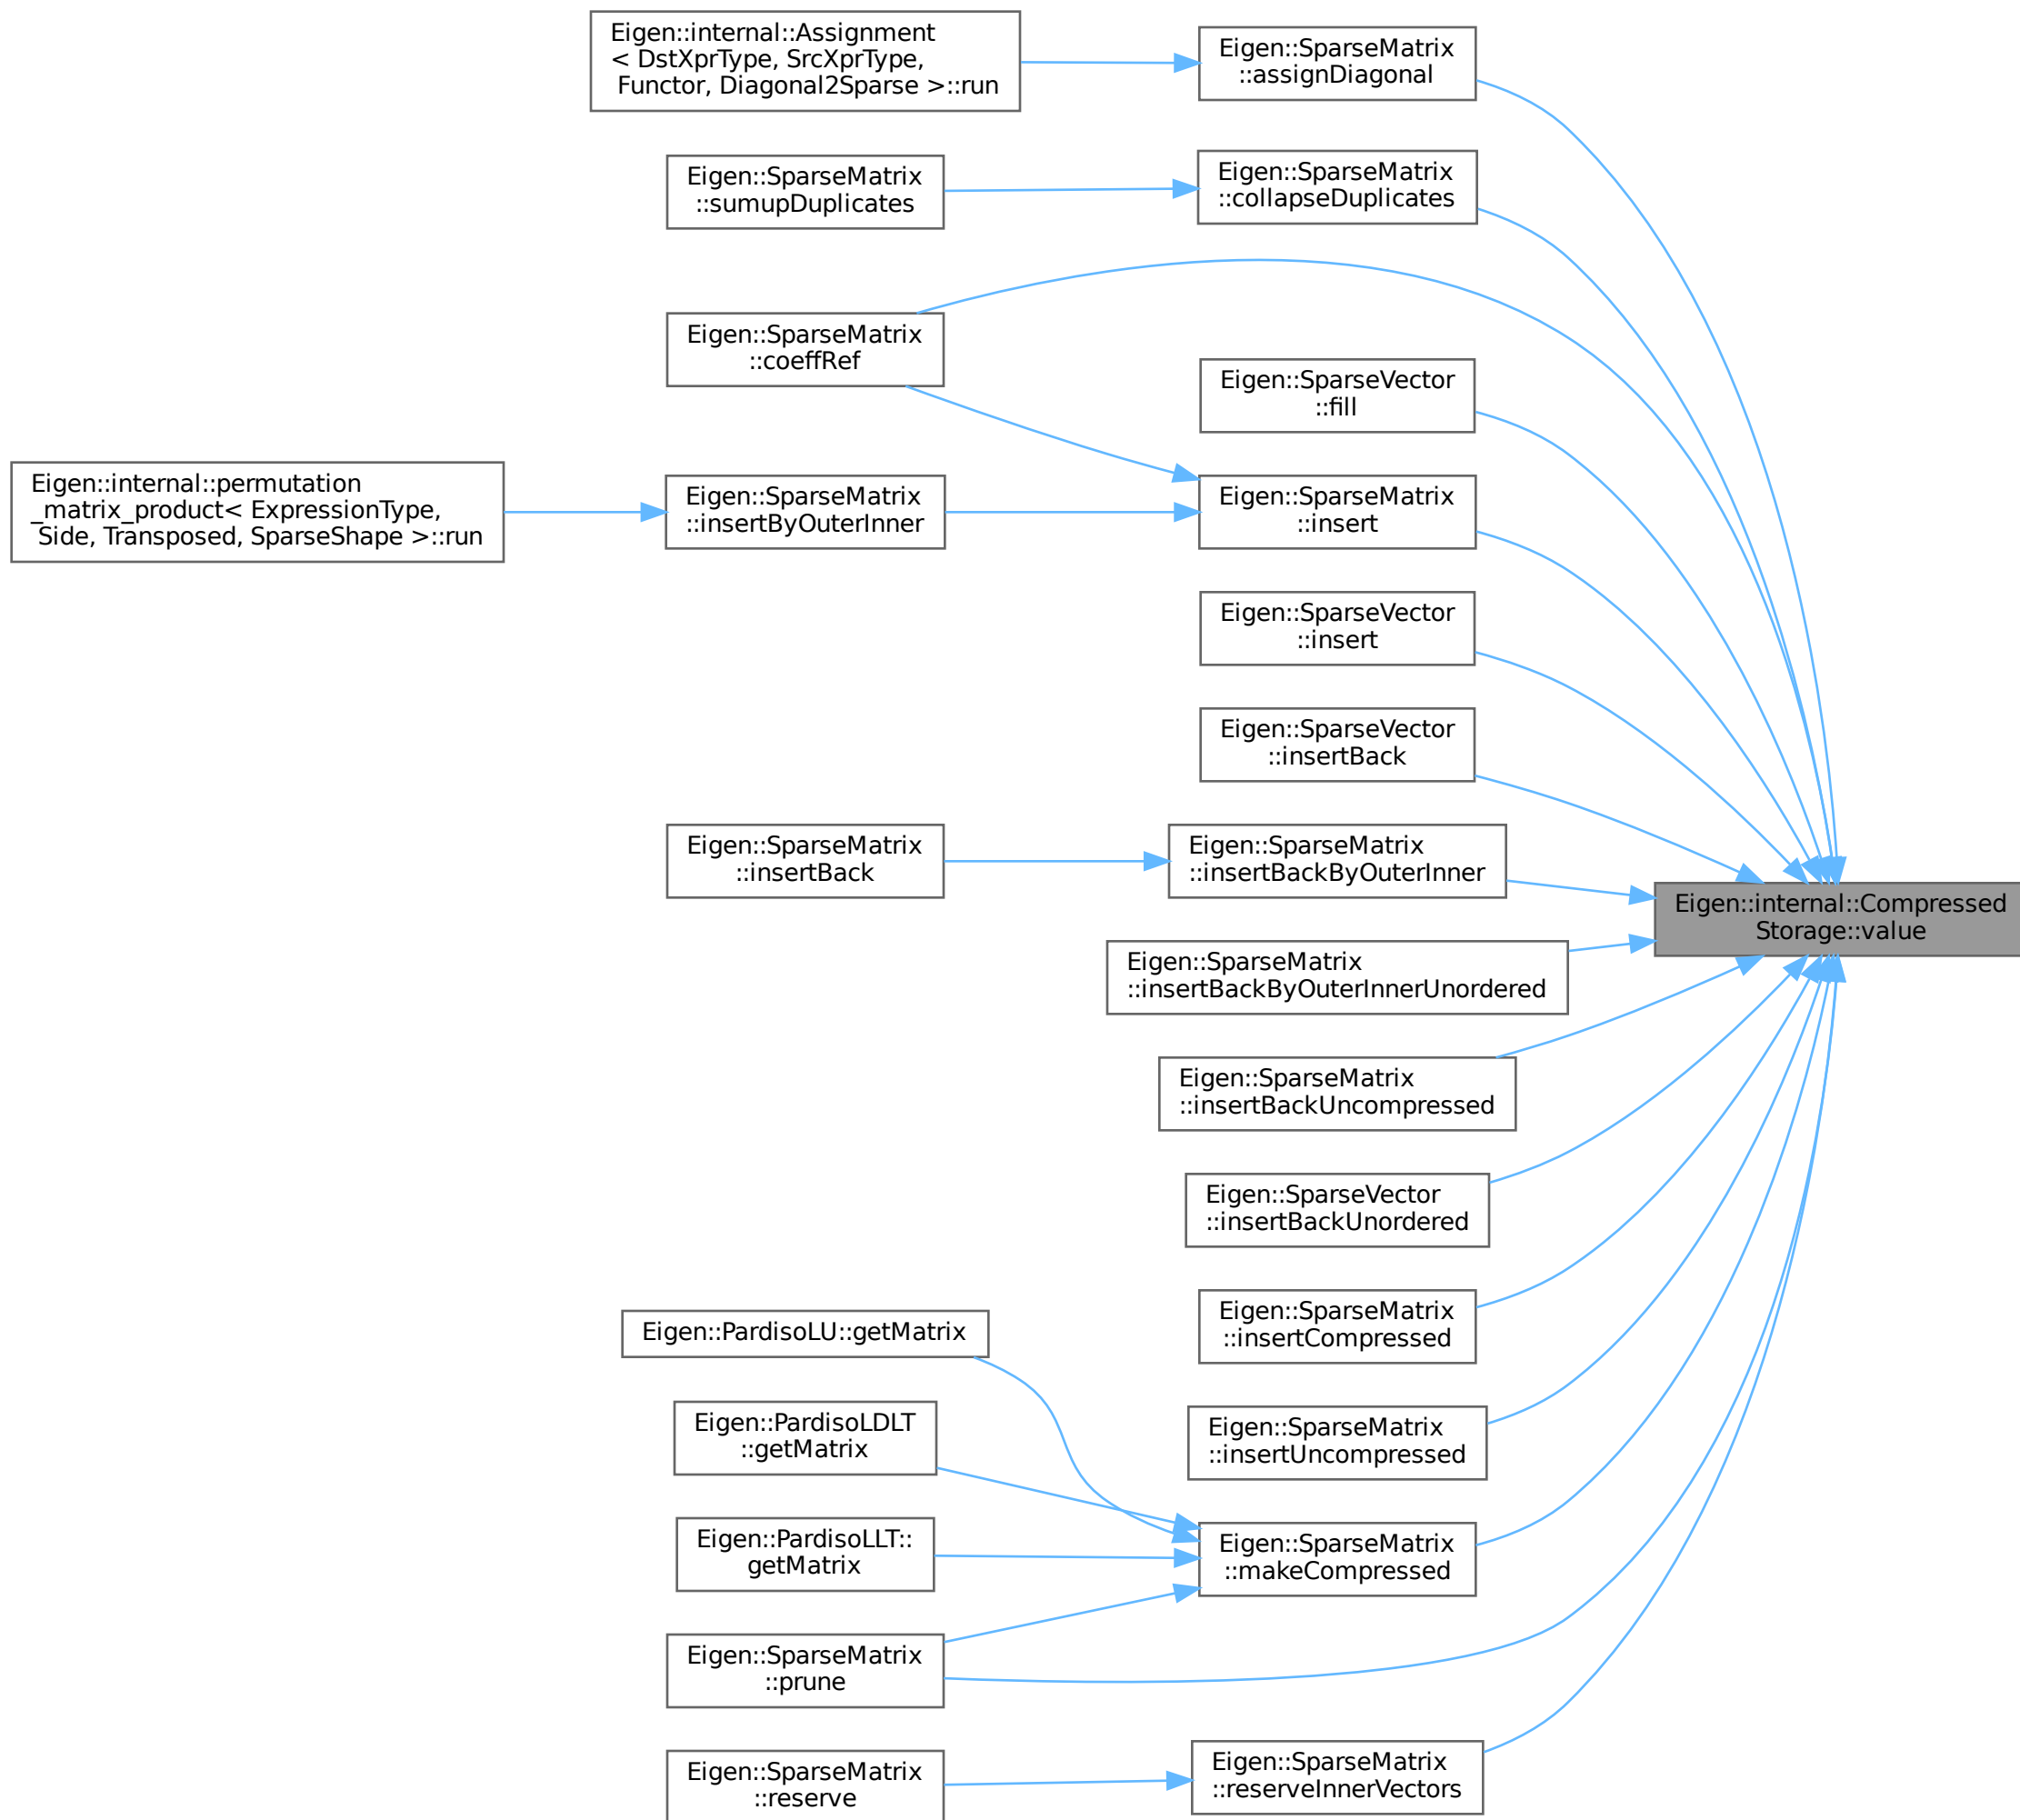 Eigen::internal::Assignment
< DstXprType, SrcXprType,
Functor, Diagonal2Sparse >::run
Eigen::SparseMatrix
::assignDiagonal
Eigen::SparseMatrix
::sumupDuplicates
Eigen::SparseMatrix
::collapseDuplicates
Eigen::SparseMatrix
::coeffRef
Eigen::SparseVector
::fill
Eigen::internal::permutation
_matrix_product< ExpressionType,
Side, Transposed, SparseShape >::run
Eigen::SparseMatrix
::insertByOuterInner
Eigen::SparseMatrix
::insert
Eigen::SparseVector
::insert
Eigen::SparseVector
::insertBack
Eigen::SparseMatrix
::insertBack
Eigen::SparseMatrix
::insertBackByOuterInner
Eigen::internal::Compressed
Storage::value
Eigen::SparseMatrix
::insertBackByOuterInnerUnordered
Eigen::SparseMatrix
::insertBackUncompressed
Eigen::SparseVector
::insertBackUnordered
Eigen::SparseMatrix
::insertCompressed
Eigen::PardisoLU::getMatrix
Eigen::PardisoLDLT
::getMatrix
Eigen::SparseMatrix
::insertUncompressed
Eigen::PardisoLLT::
getMatrix
Eigen::SparseMatrix
::makeCompressed
Eigen::SparseMatrix
::prune
Eigen::SparseMatrix
::reserve
Eigen::SparseMatrix
::reserveInnerVectors